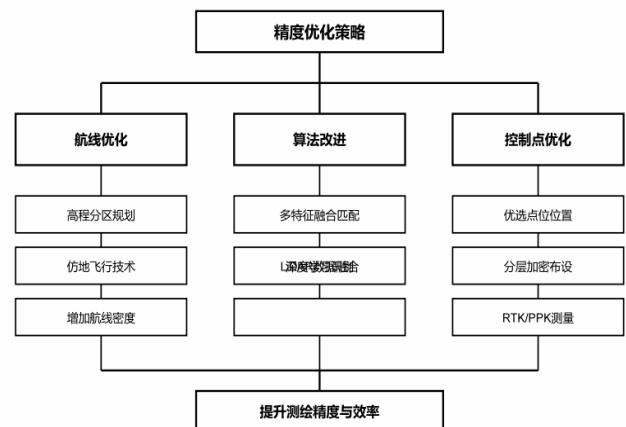 精度优化策略
航线优化
算法改进
控制点优化
高程分区规划
多特征融合匹配
优选点位位置
仿地飞行技术
分层加密布设
增加航线密度
RTK/PPK测量
提升测绘精度与效率